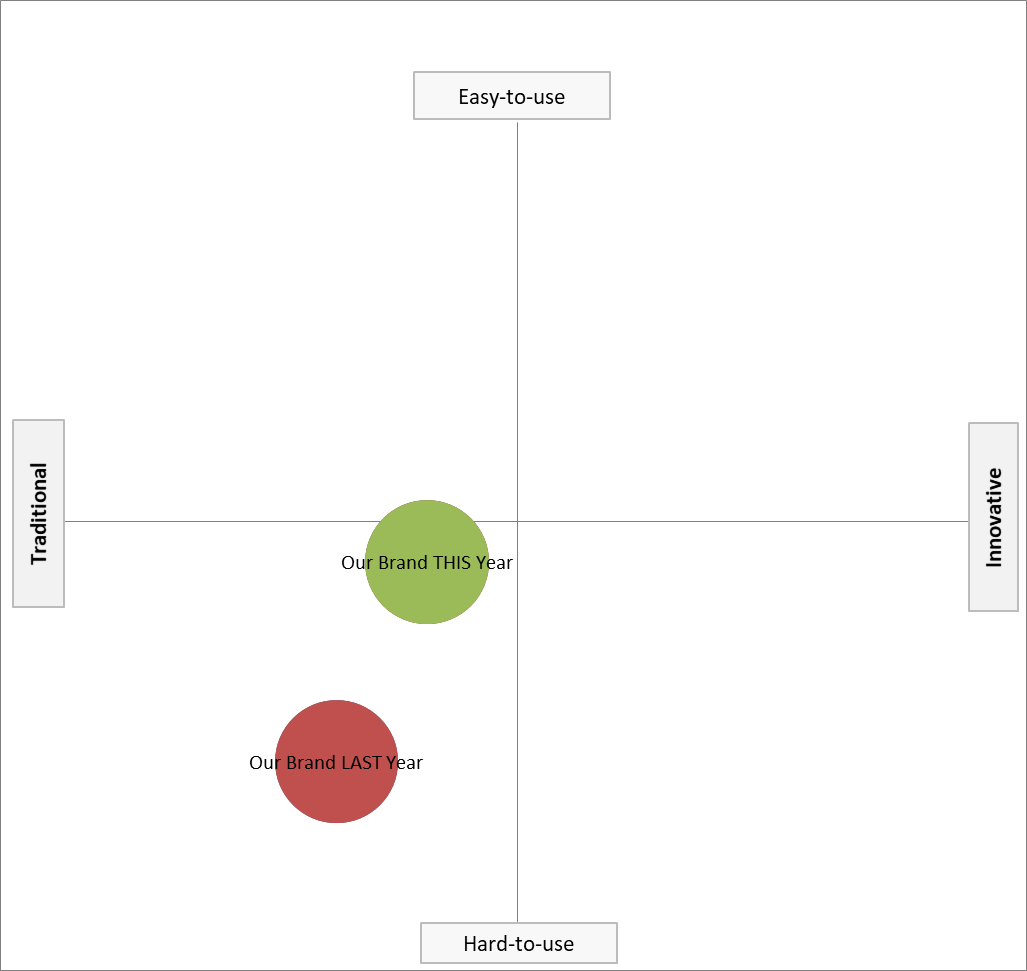 Easy-to-use
Traditional
Innovative
Our Brand THIS Year
Our Brand LAST Year
Hard-to-use